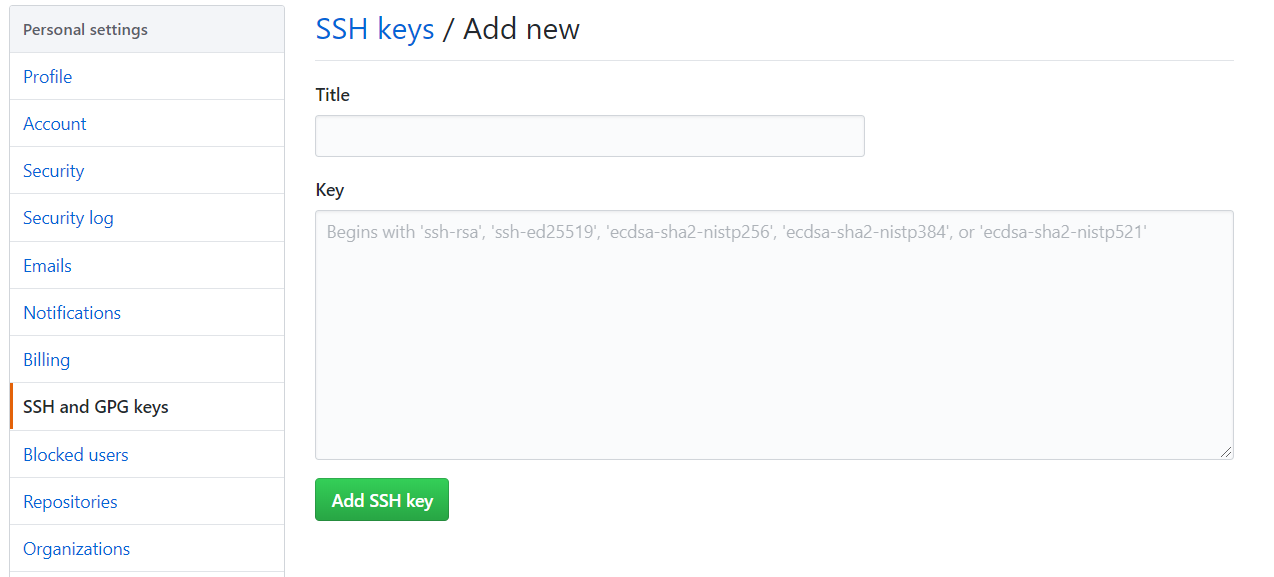 Personal settings
Profile
Account
Security
Security log
Emails
Notifications
Billing
SSH and GPG keys
Blocked users
Repositories
Organizations
SSH keys / Add new
Title
Key
Begins with 'ssh-rsa', 'ssh-ed25519', 'ecdsa-sha2-nistp256', 'ecdsa-sha2-nistp384', or 'ecdsa-sha2-nistp521'
Add SSH key